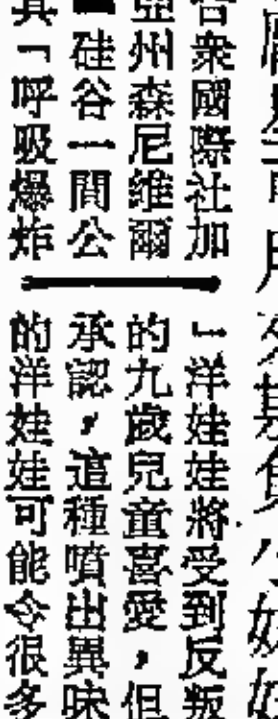 合衆國際社加
亞州森尼維爾
硅谷一間公
其「呼吸爆炸
」洋娃娃將受到反叛
的九歲兒童喜愛，但
承認，這種噴出異味
的洋娃娃可能令很多